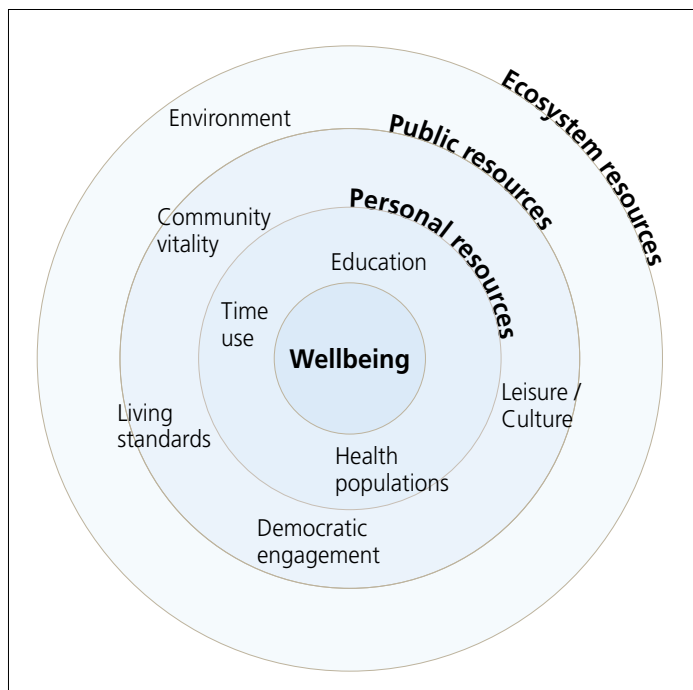 Ecosystem resources
Environment
Public resources
Personal resources
Community
vitality
Education
Time
use
Wellbeing
Leisure /
Culture
Living
standards
Health
populations
Democratic
engagement